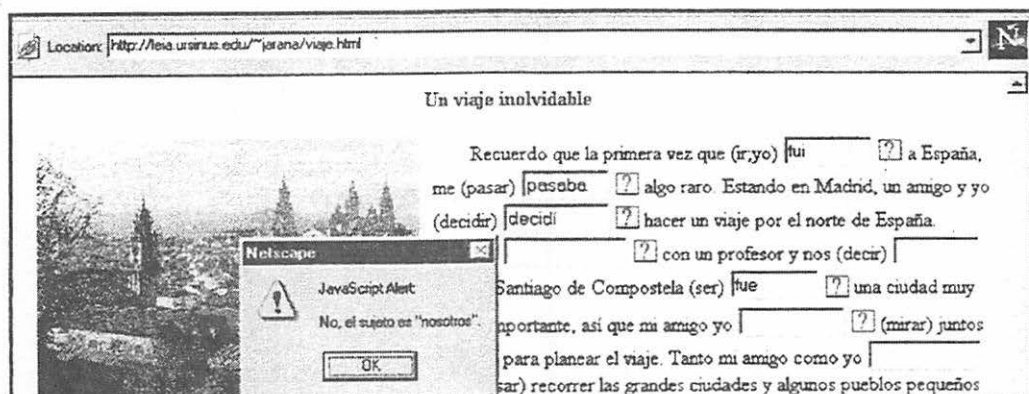 Location: http://leia.ursinus.edu/~jarana/viaje.html
N
Un viaje inolvidable
Recuerdo que la primera vez que (ir;yo) fui ? a España,
me (pasar) pasaba ? algo raro. Estando en Madrid, un amigo y yo
(decidir) decidí ? hacer un viaje por el norte de España.
? con un profesor y nos (decir)
Santiago de Compostela (ser) fue ? una ciudad muy
mportante, así que mi amigo yo ? (mirar) juntos
para planear el viaje. Tanto mi amigo como yo
sar) recorrer las grandes ciudades y algunos pueblos pequeños
Netscape
JavaScript Alert:
No, el sujeto es "nosotros".
OK